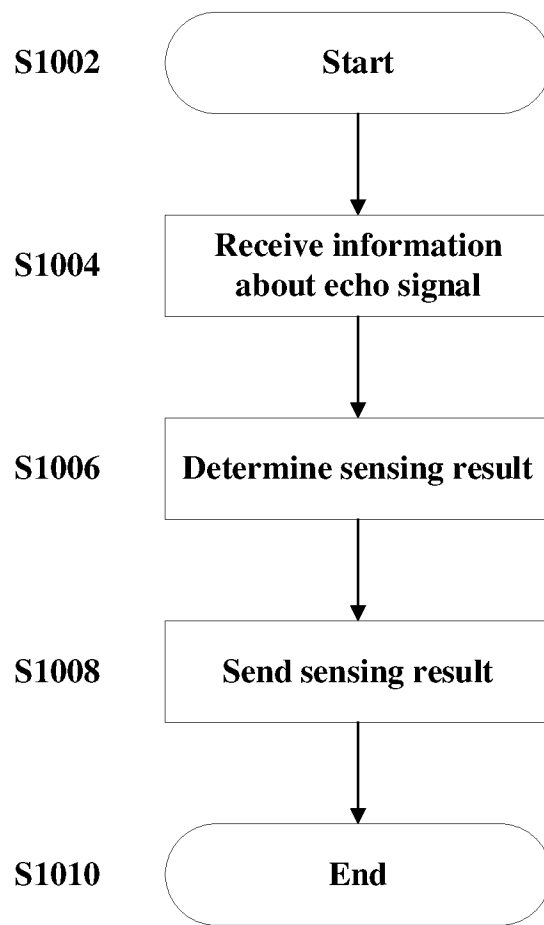 S1002 Start
S1004 Receive information
about echo signal
S1006 Determine sensing result
S1008 Send sensing result
S1010 End